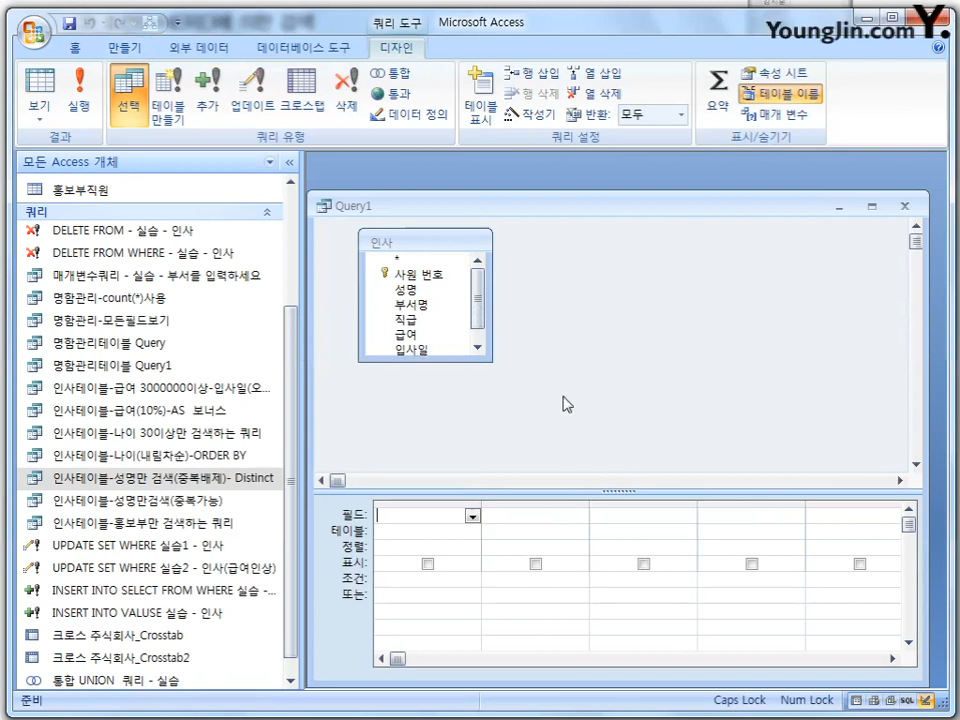 쿼리 도구
Microsoft Access
YoungJin.com Y.
홈
만들기
외부 데이터
데이터베이스 도구
디자인
보기
실행
결과
선택
테이블 만들기
추가
업데이트
크로스탭
삭제
통합
통과
데이터 정의
쿼리 유형
테이블 표시
행 삽입
행 삭제
작성기
열 삽입
열 삭제
반환: 모두
쿼리 설정
요약
속성 시트
테이블 이름
매개 변수
표시/숨기기
모든 Access 개체
홍보부직원
쿼리
DELETE FROM - 실습 - 인사
DELETE FROM WHERE - 실습 - 인사
매개변수쿼리 - 실습 - 부서를 입력하세요
명함관리-count(*)사용
명함관리-모든필드보기
명함관리테이블 Query
명함관리테이블 Query1
인사테이블-급여 3000000이상-입사일(오...
인사테이블-급여(10%)-AS 보너스
인사테이블-나이 30이상만 검색하는 쿼리
인사테이블-나이(내림차순)-ORDER BY
인사테이블-성명만 검색(중복배제)- Distinct
인사테이블-성명만검색(중복가능)
인사테이블-홍보부만 검색하는 쿼리
UPDATE SET WHERE 실습1 - 인사
UPDATE SET WHERE 실습2 - 인사(급여인상)
INSERT INTO SELECT FROM WHERE 실습 -...
INSERT INTO VALUSE 실습 - 인사
크로스 주식회사_Crosstab
크로스 주식회사_Crosstab2
통합 UNION 쿼리 - 실습
Query1
인사
*
사원 번호
성명
부서명
직급
급여
입사일
필드:
테이블:
정렬:
표시:
조건:
또는:
준비
Caps Lock
Num Lock
SQL